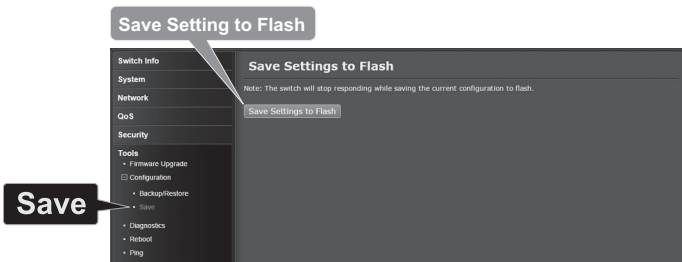 Save Setting to Flash
Switch Info
System
Network
QoS
Security
Tools
Firmware Upgrade
Configuration
Backup/Restore
Save
Diagnostics
Reboot
Ping
Save
Save Settings to Flash
Note: The switch will stop responding while saving the current configuration to flash.
Save Settings to Flash